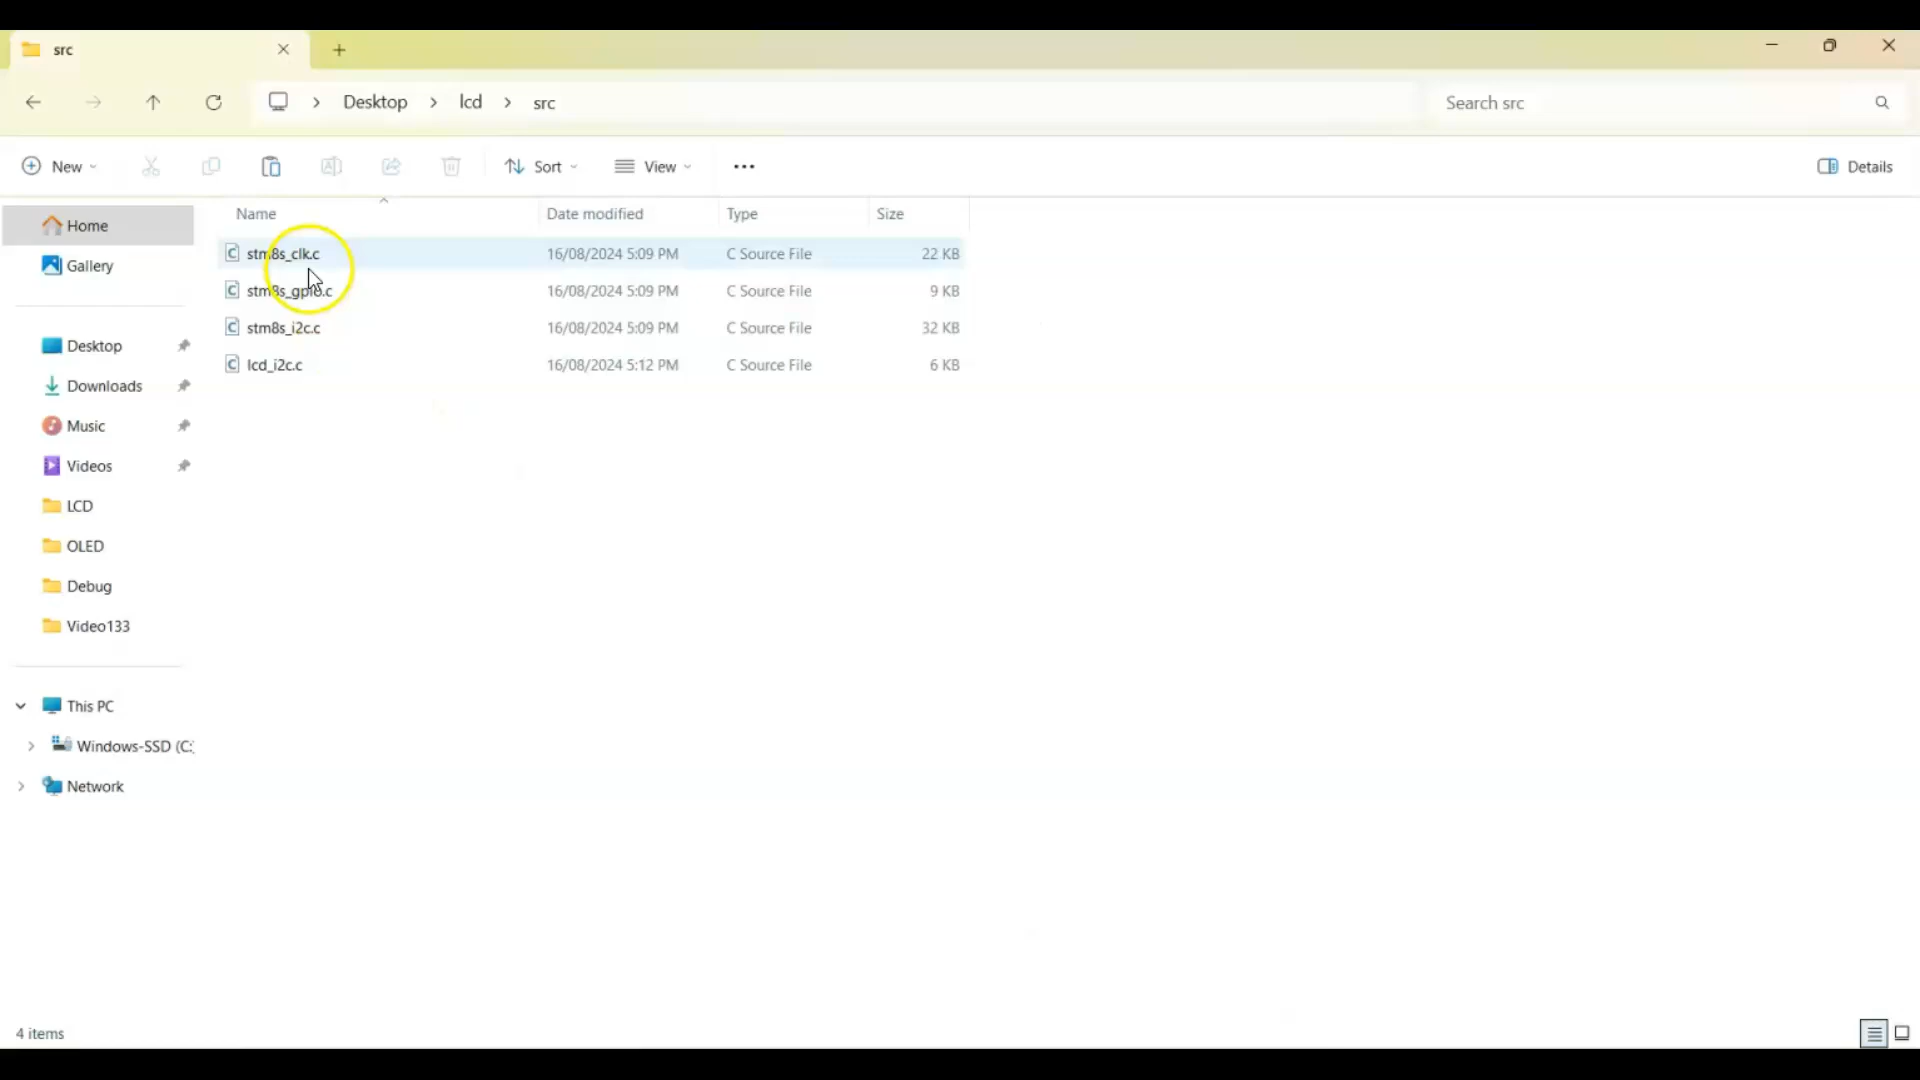 src
Desktop > lcd > src
Search src
New
Sort
View
Details
Name Date modified Type Size
stm8s_clk.c 16/08/2024 5:09 PM C Source File 22 KB
stm8s_gpio.c 16/08/2024 5:09 PM C Source File 9 KB
stm8s_i2c.c 16/08/2024 5:09 PM C Source File 32 KB
lcd_i2c.c 16/08/2024 5:12 PM C Source File 6 KB
Home
Gallery
Desktop
Downloads
Music
Videos
LCD
OLED
Debug
Video133
This PC
Windows-SSD (C:
Network
4 items